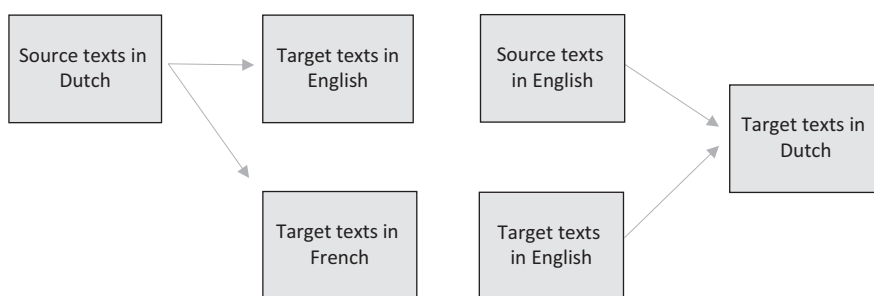 Source texts in
Dutch
Target texts in
English
Source texts
in English
Target texts in
Dutch
Target texts in
French
Target texts
in English